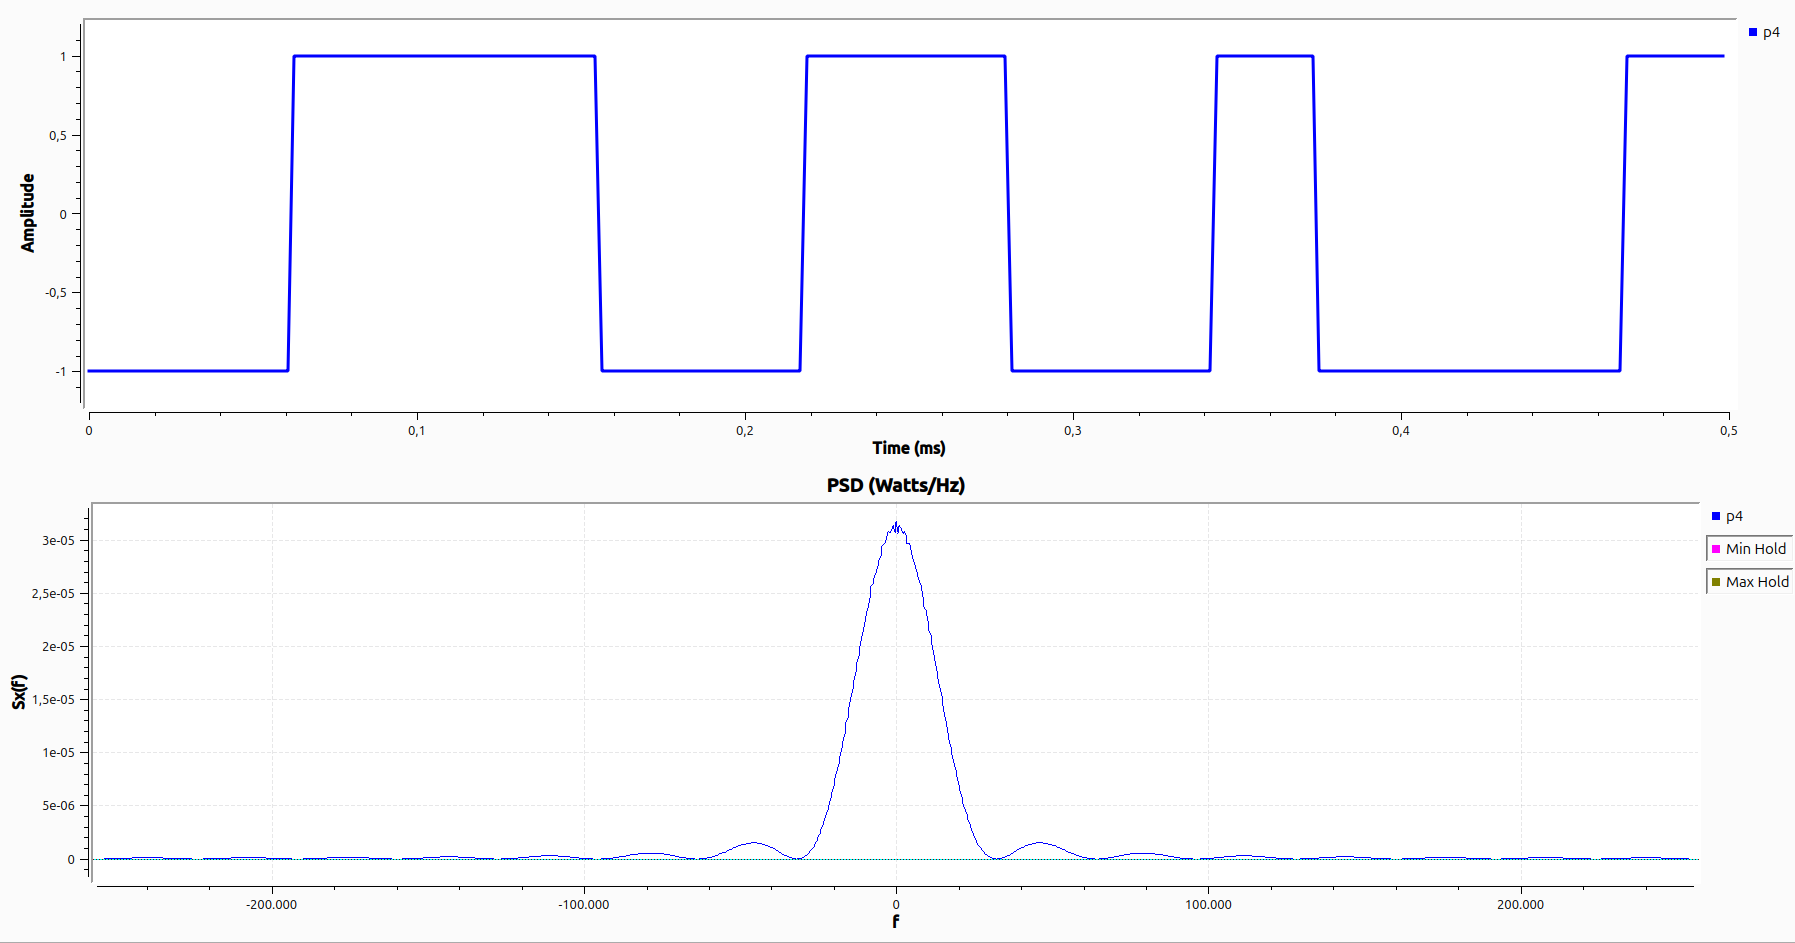 p4
1
0,5
0
-0,5
-1
Amplitude
0 0,1 0,2 0,3 0,4 0,5
Time (ms)
PSD (Watts/Hz)
p4
Min Hold
Max Hold
3e-05
2,5e-05
2e-05
1,5e-05
1e-05
5e-06
0
Sx(f)
-200.000 -100.000 0 100.000 200.000
f